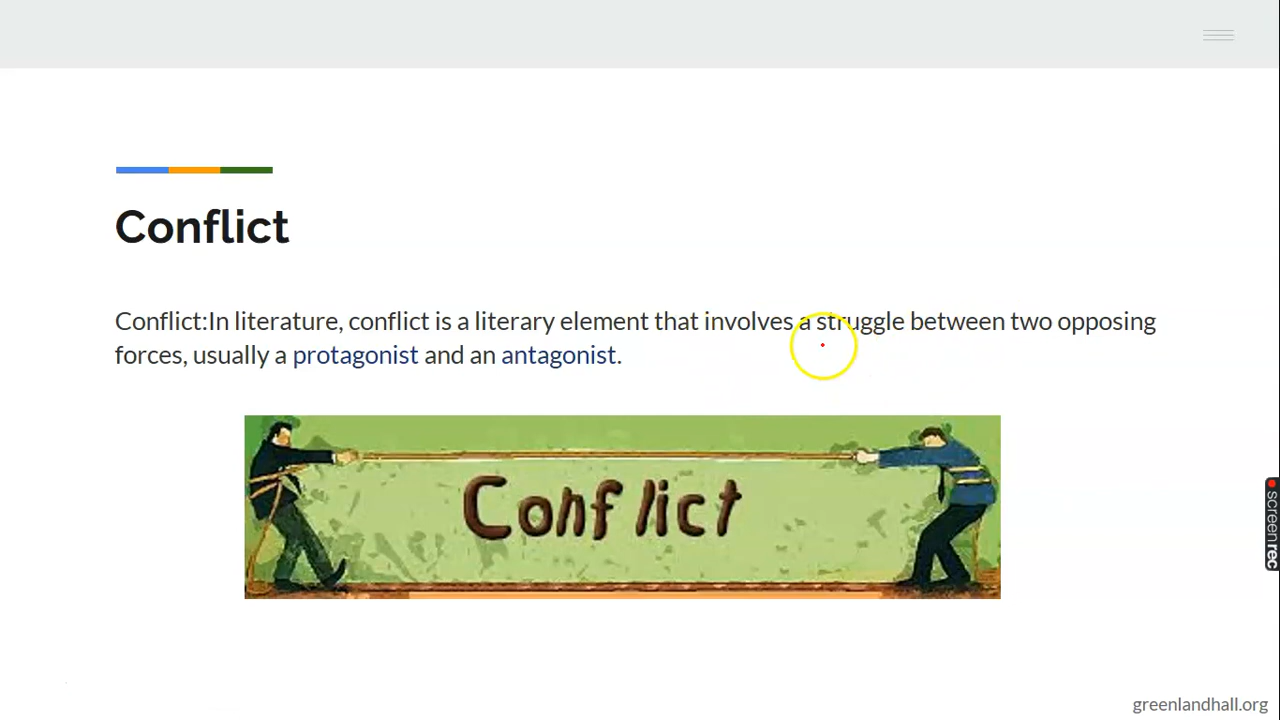 Conflict
Conflict:In literature, conflict is a literary element that involves a struggle between two opposing
forces, usually a protagonist and an antagonist.
Conflict
screenrec
greenlandhall.org